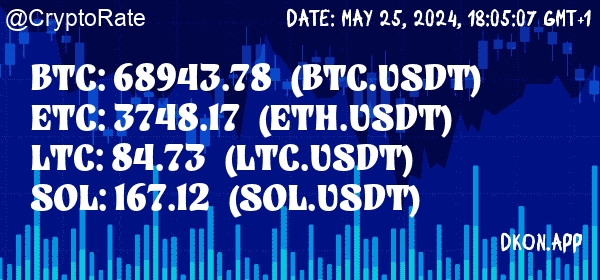 @CryptoRate
DATE: MAY 25, 2024, 18:05:07 GMT+1
BTC: 68943.78 (BTC.USDT)
ETC: 3748.17 (ETH.USDT)
LTC: 84.73 (LTC.USDT)
SOL: 167.12 (SOL.USDT)
DKON.APP